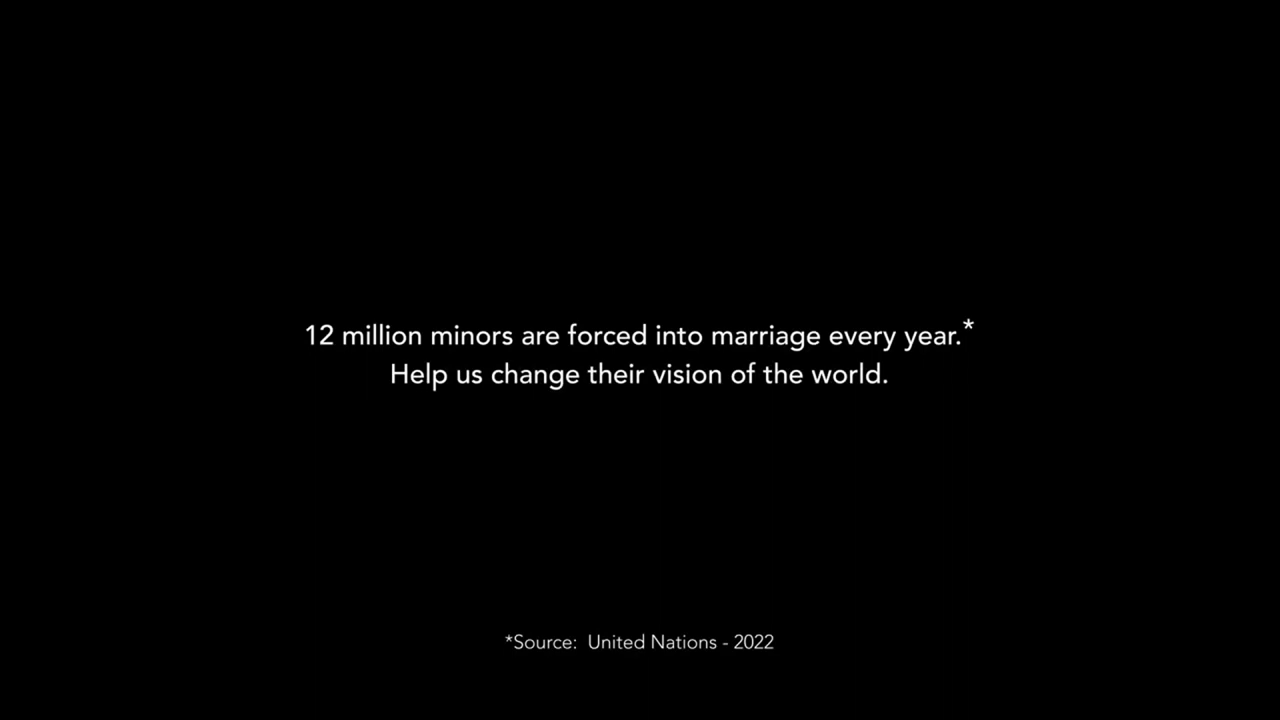 12 million minors are forced into marriage every year.*
Help us change their vision of the world.
*Source: United Nations - 2022